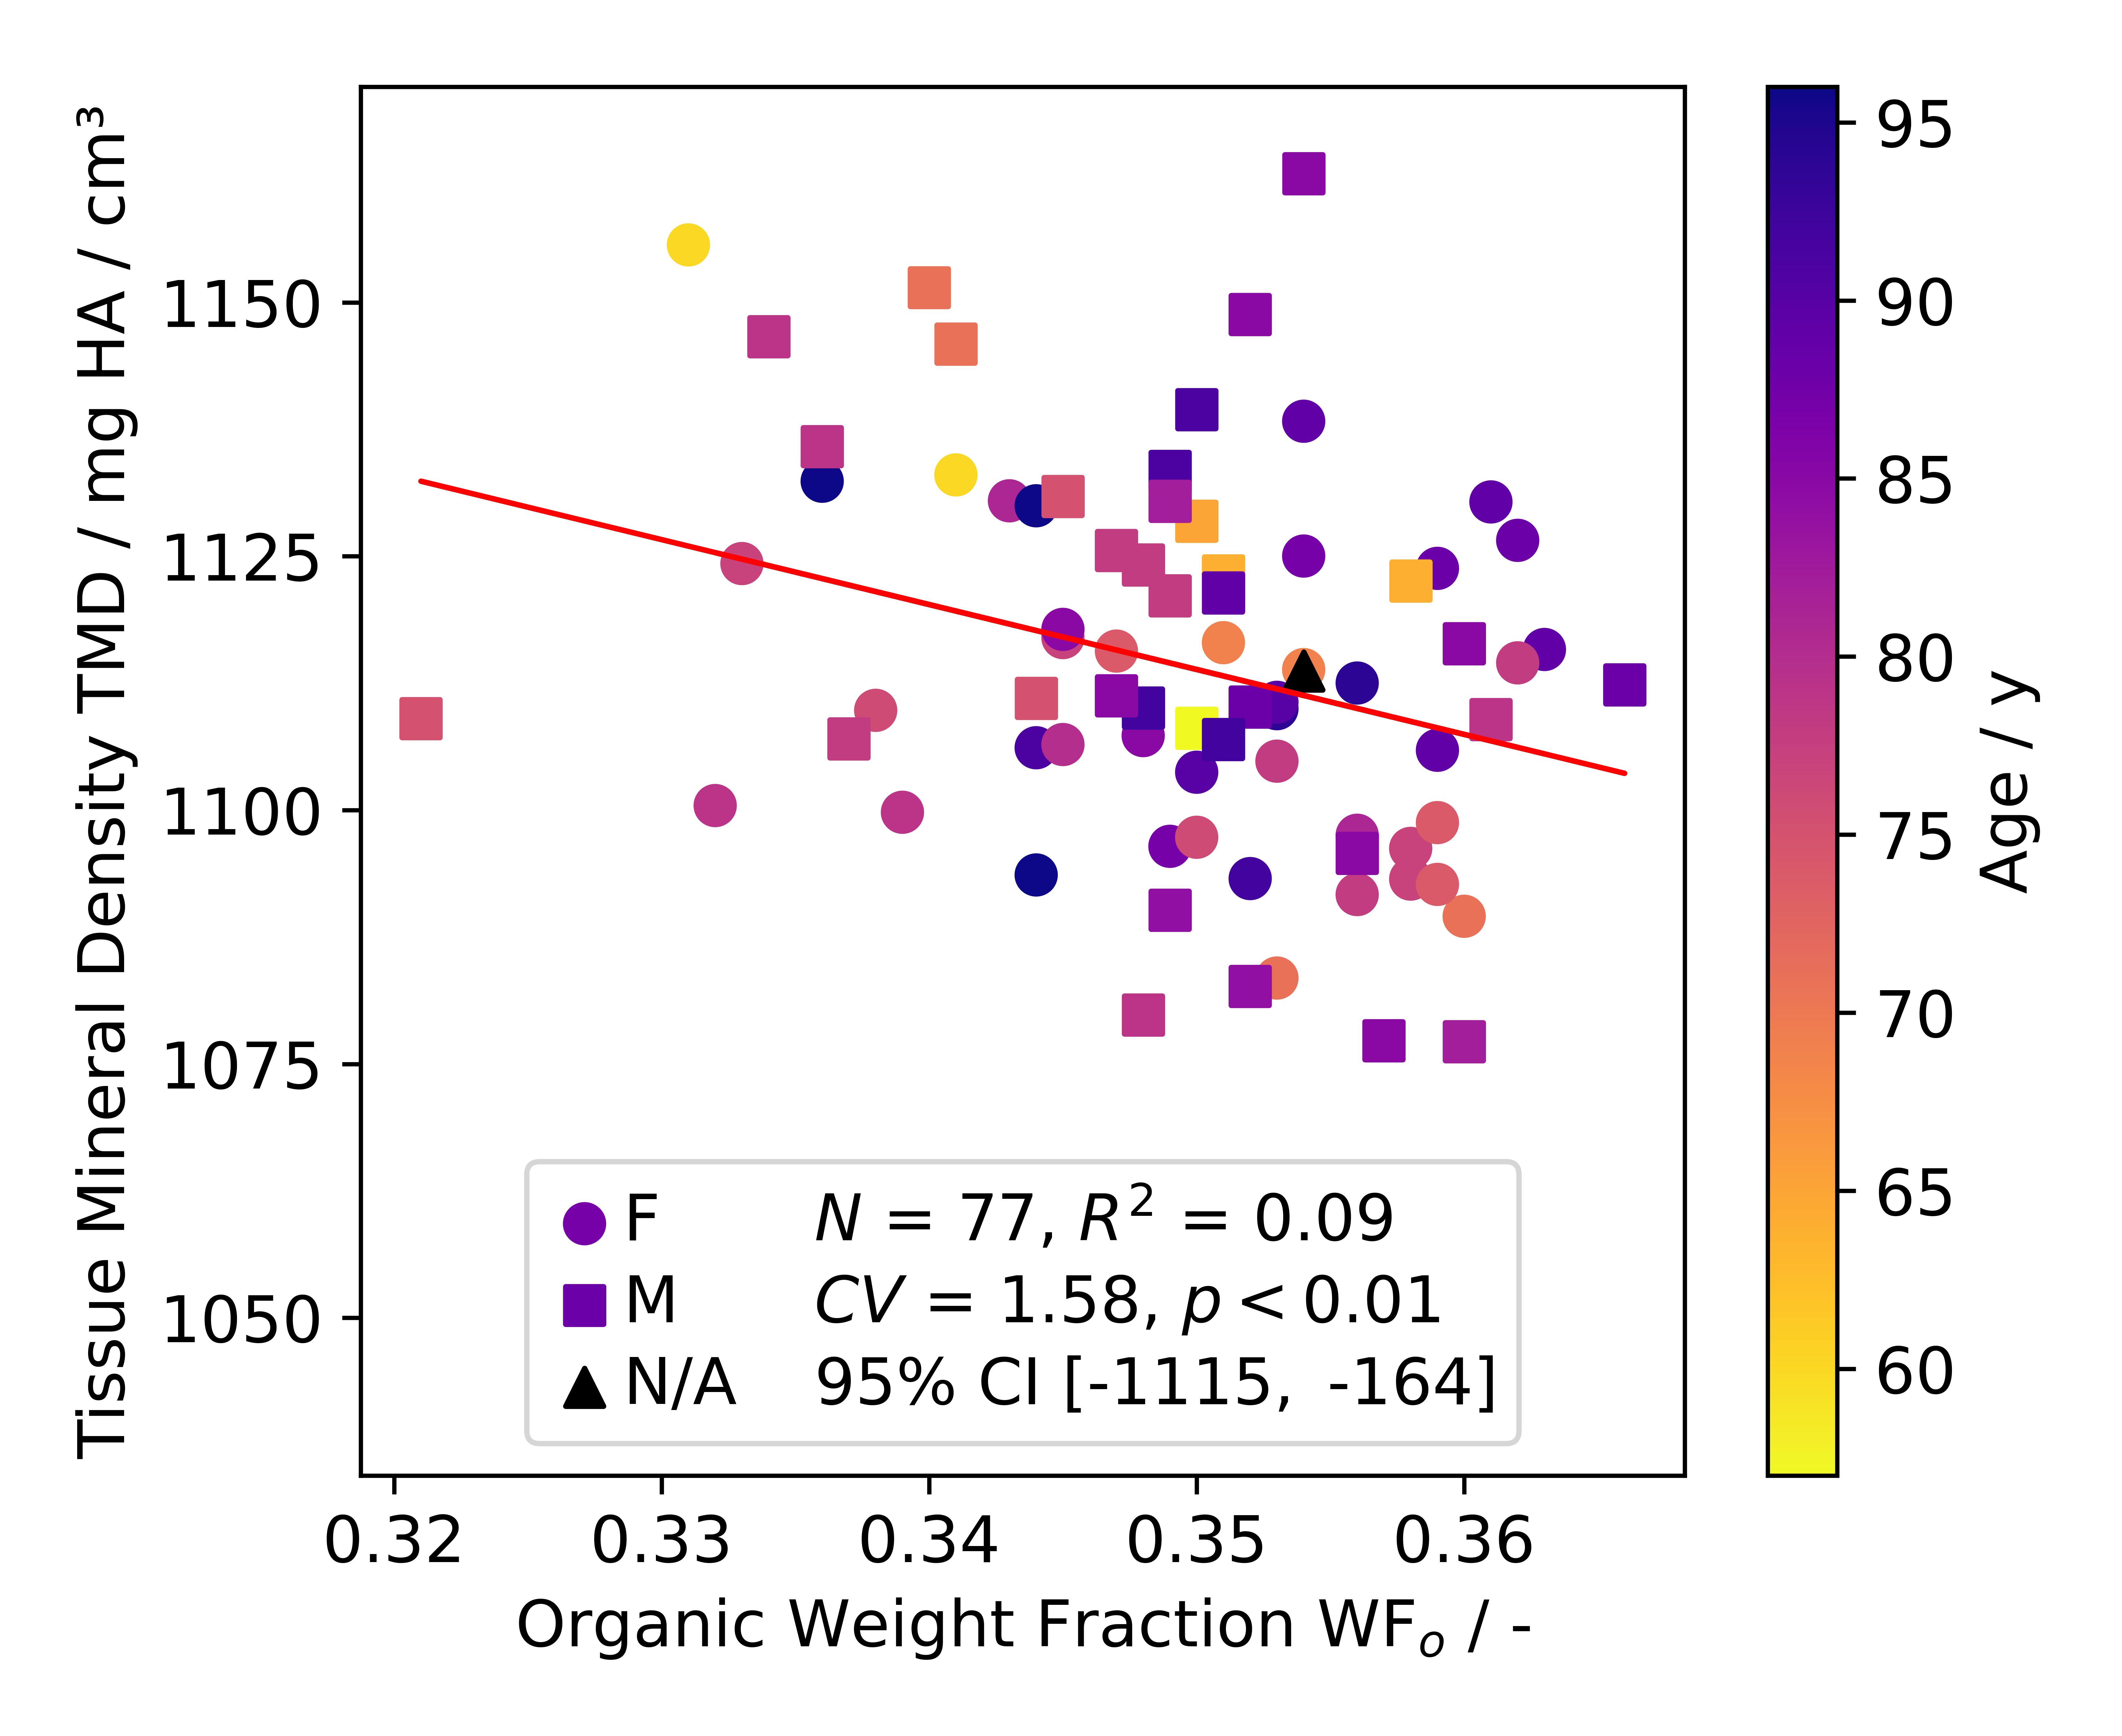 Tissue Mineral Density TMD / mg HA / cm³
1150
1125
1100
1075
1050
F
M
N/A
N = 77, R² = 0.09
CV = 1.58, p < 0.01
95% CI [-1115, -164]
0.32 0.33 0.34 0.35 0.36
Organic Weight Fraction WFₒ / -
95
90
85
80
75
70
65
60
Age / y